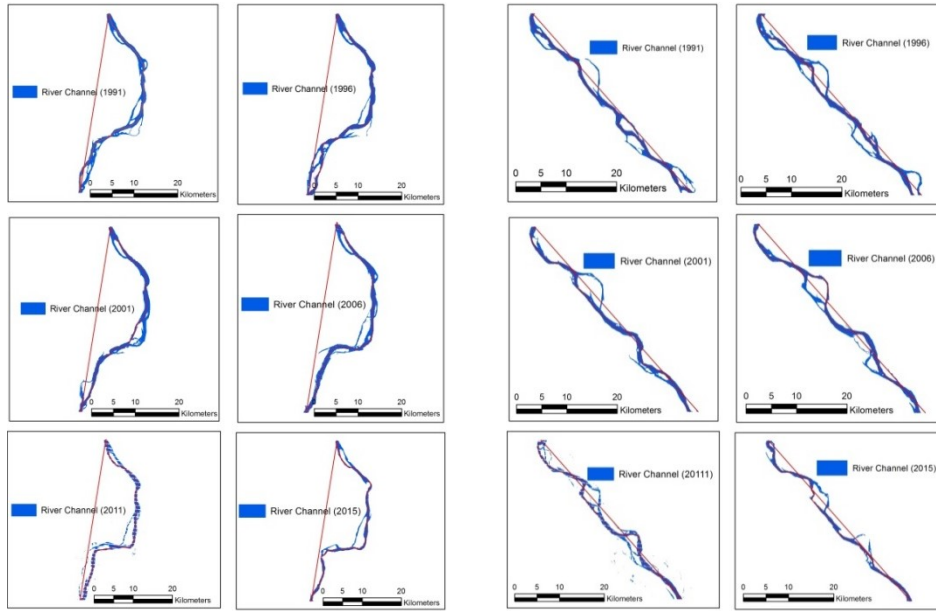 River Channel (1991)
0 5 10 20
Kilometers
River Channel (1996)
0 5 10 20
Kilometers
River Channel (1991)
0 5 10 20
Kilometers
River Channel (1996)
0 5 10 20
Kilometers
River Channel (2001)
0 5 10 20
Kilometers
River Channel (2006)
0 5 10 20
Kilometers
River Channel (2001)
0 5 10 20
Kilometers
River Channel (2006)
0 5 10 20
Kilometers
River Channel (2011)
0 5 10 20
Kilometers
River Channel (2015)
0 5 10 20
Kilometers
River Channel (20111)
0 5 10 20
Kilometers
River Channel (2015)
0 5 10 20
Kilometers